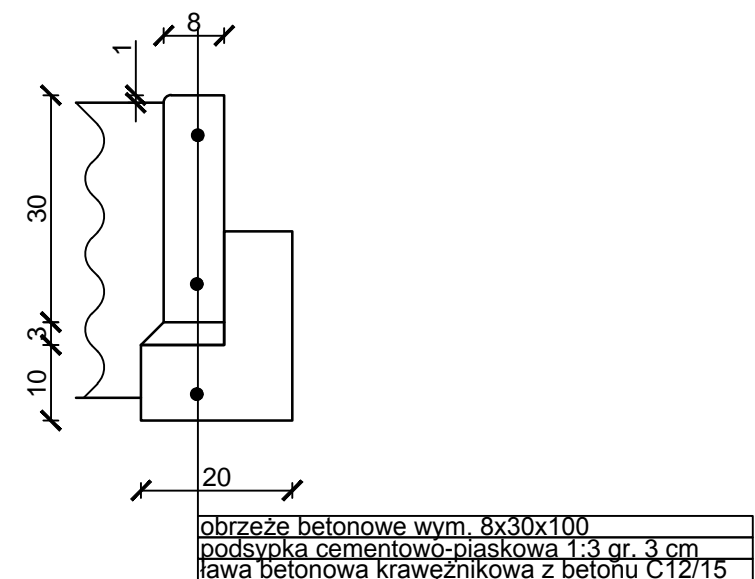 8
1
30
3
10
20
obrzeże betonowe wym. 8x30x100
podsypka cementowo-piaskowa 1:3 gr. 3 cm
ława betonowa krawężnikowa z betonu C12/15